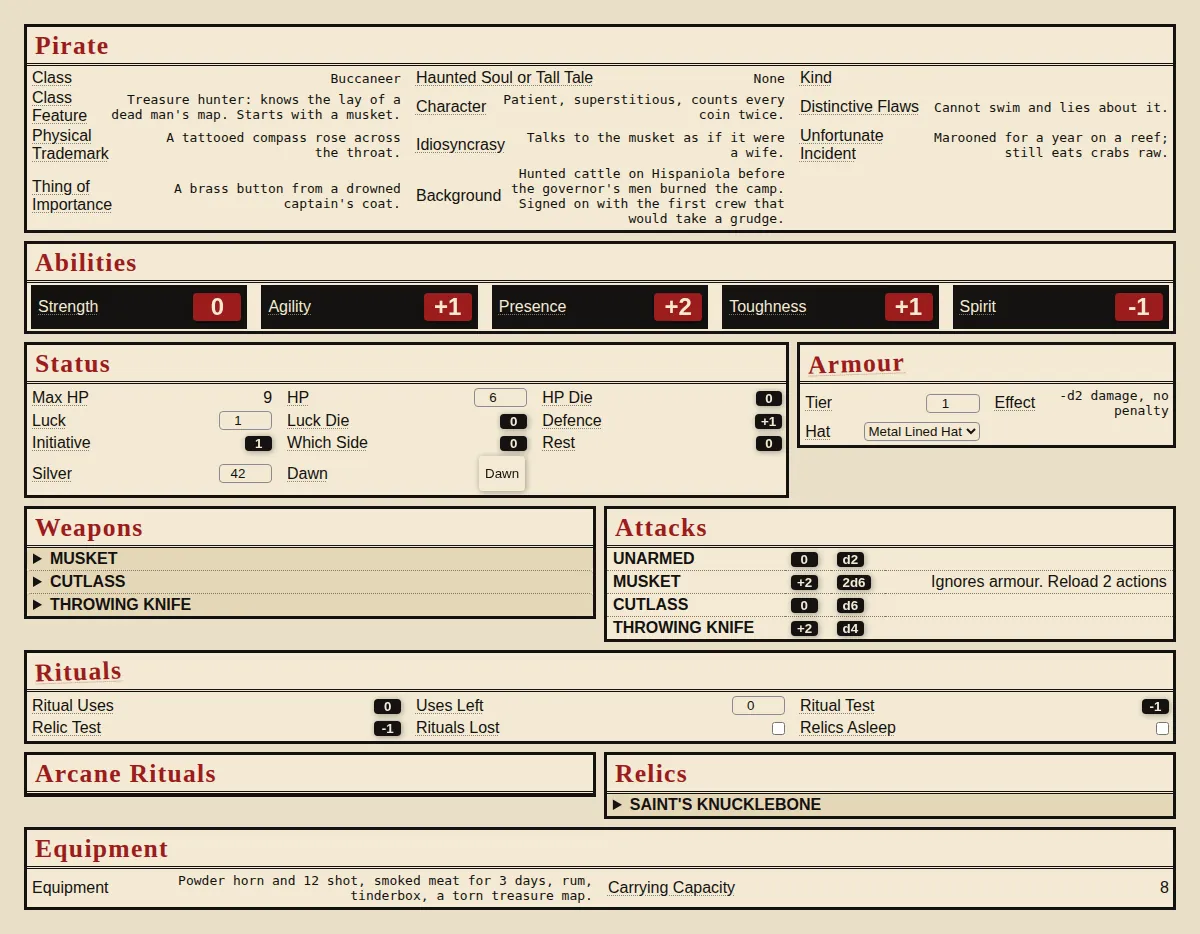 Pirate
Class Buccaneer Haunted Soul or Tall Tale None Kind
Class Feature Treasure hunter: knows the lay of a dead man's map. Starts with a musket. Character Patient, superstitious, counts every coin twice. Distinctive Flaws Cannot swim and lies about it.
Physical Trademark A tattooed compass rose across the throat. Idiosyncrasy Talks to the musket as if it were a wife. Unfortunate Incident Marooned for a year on a reef; still eats crabs raw.
Thing of Importance A brass button from a drowned captain's coat. Background Hunted cattle on Hispaniola before the governor's men burned the camp. Signed on with the first crew that would take a grudge.
Abilities
Strength 0 Agility +1 Presence +2 Toughness +1 Spirit -1
Status
Max HP 9 HP 6 HP Die 0
Luck 1 Luck Die 0 Defence +1
Initiative 1 Which Side 0 Rest 0
Silver 42 Dawn Dawn
Armour
Tier 1 Effect -d2 damage, no penalty
Hat Metal Lined Hat
Weapons
MUSKET
CUTLASS
THROWING KNIFE
Attacks
UNARMED 0 d2
MUSKET +2 2d6 Ignores armour. Reload 2 actions
CUTLASS 0 d6
THROWING KNIFE +2 d4
Rituals
Ritual Uses 0 Uses Left 0 Ritual Test -1
Relic Test -1 Rituals Lost Relics Asleep
Arcane Rituals
Relics
SAINT'S KNUCKLEBONE
Equipment
Equipment Powder horn and 12 shot, smoked meat for 3 days, rum, tinderbox, a torn treasure map. Carrying Capacity 8